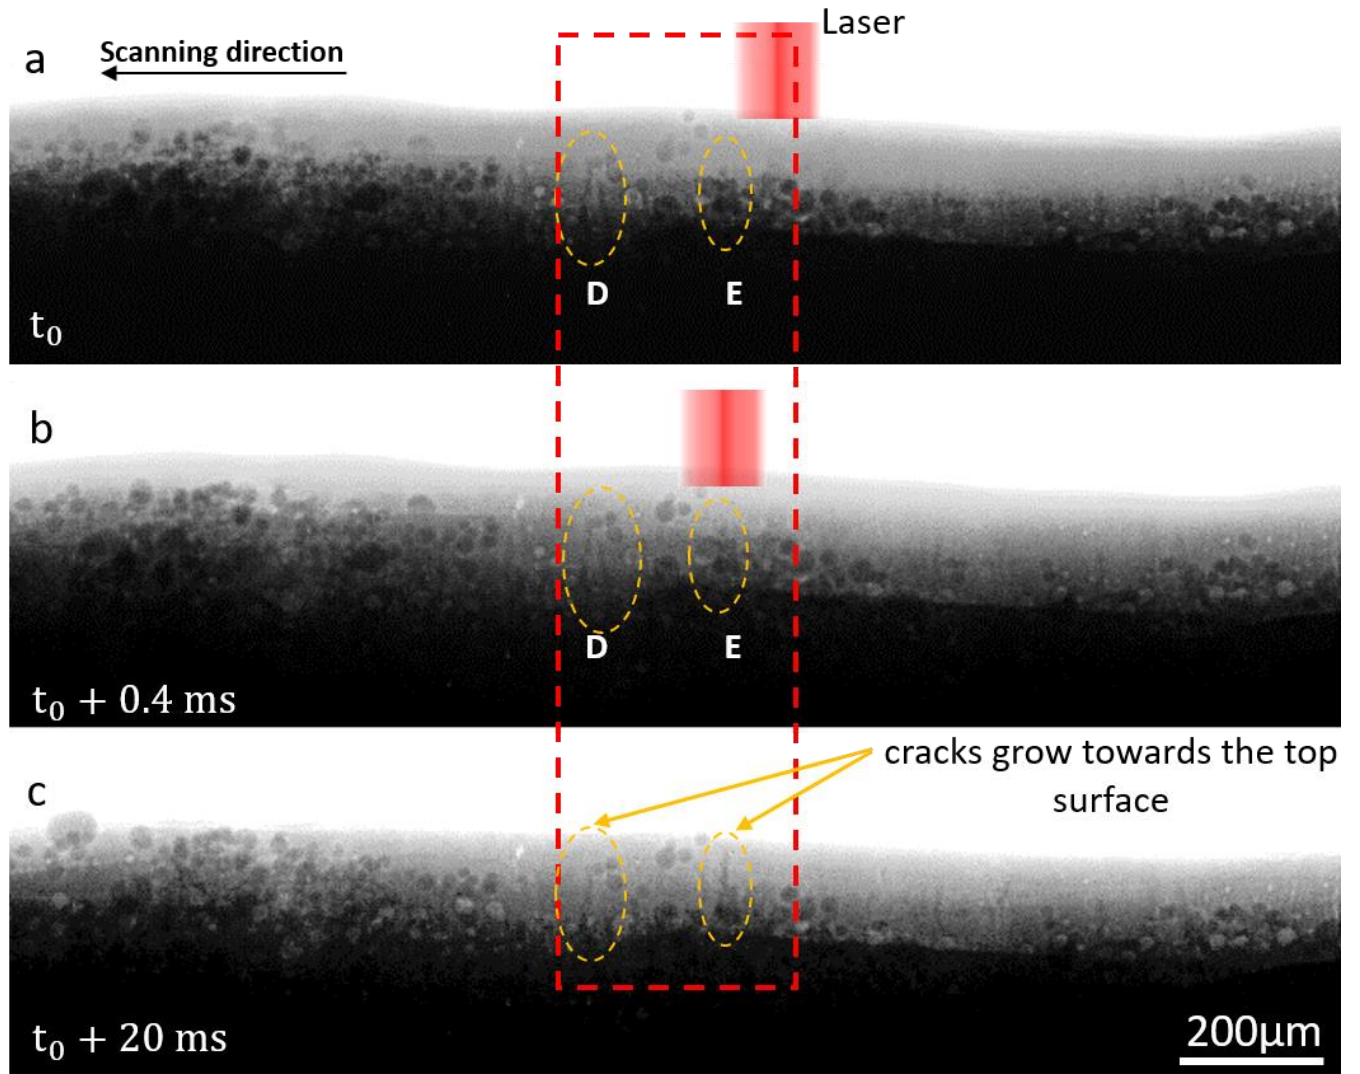 Laser
a
Scanning direction
D E
t₀
b
D E
t₀ + 0.4 ms
cracks grow towards the top
surface
c
t₀ + 20 ms
200μm